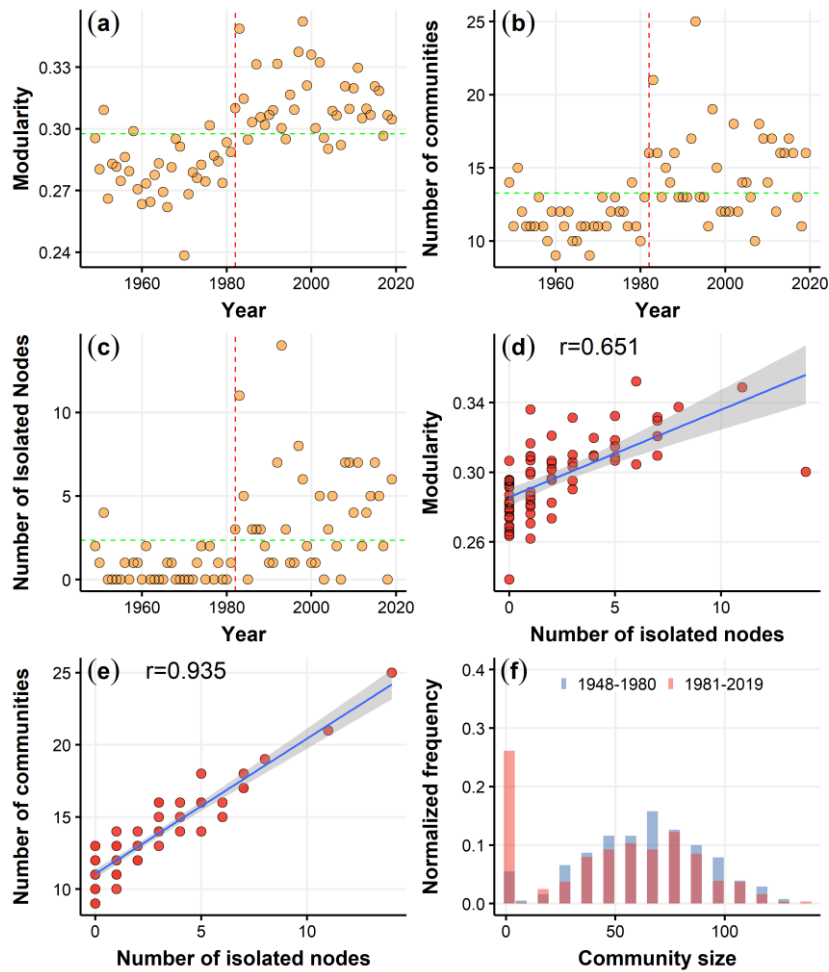 (a)
0.33
0.30
0.27
0.24
Modularity
1960 1980 2000 2020
Year
(b)
25
20
15
10
Number of communities
1960 1980 2000 2020
Year
(c)
10
5
0
Number of Isolated Nodes
1960 1980 2000 2020
Year
(d) r=0.651
0.34
0.30
0.26
Modularity
0 5 10
Number of isolated nodes
(e) r=0.935
25
20
15
10
Number of communities
0 5 10
Number of isolated nodes
(f)
1948-1980 1981-2019
0.4
0.3
0.2
0.1
0.0
Normalized frequency
0 50 100
Community size